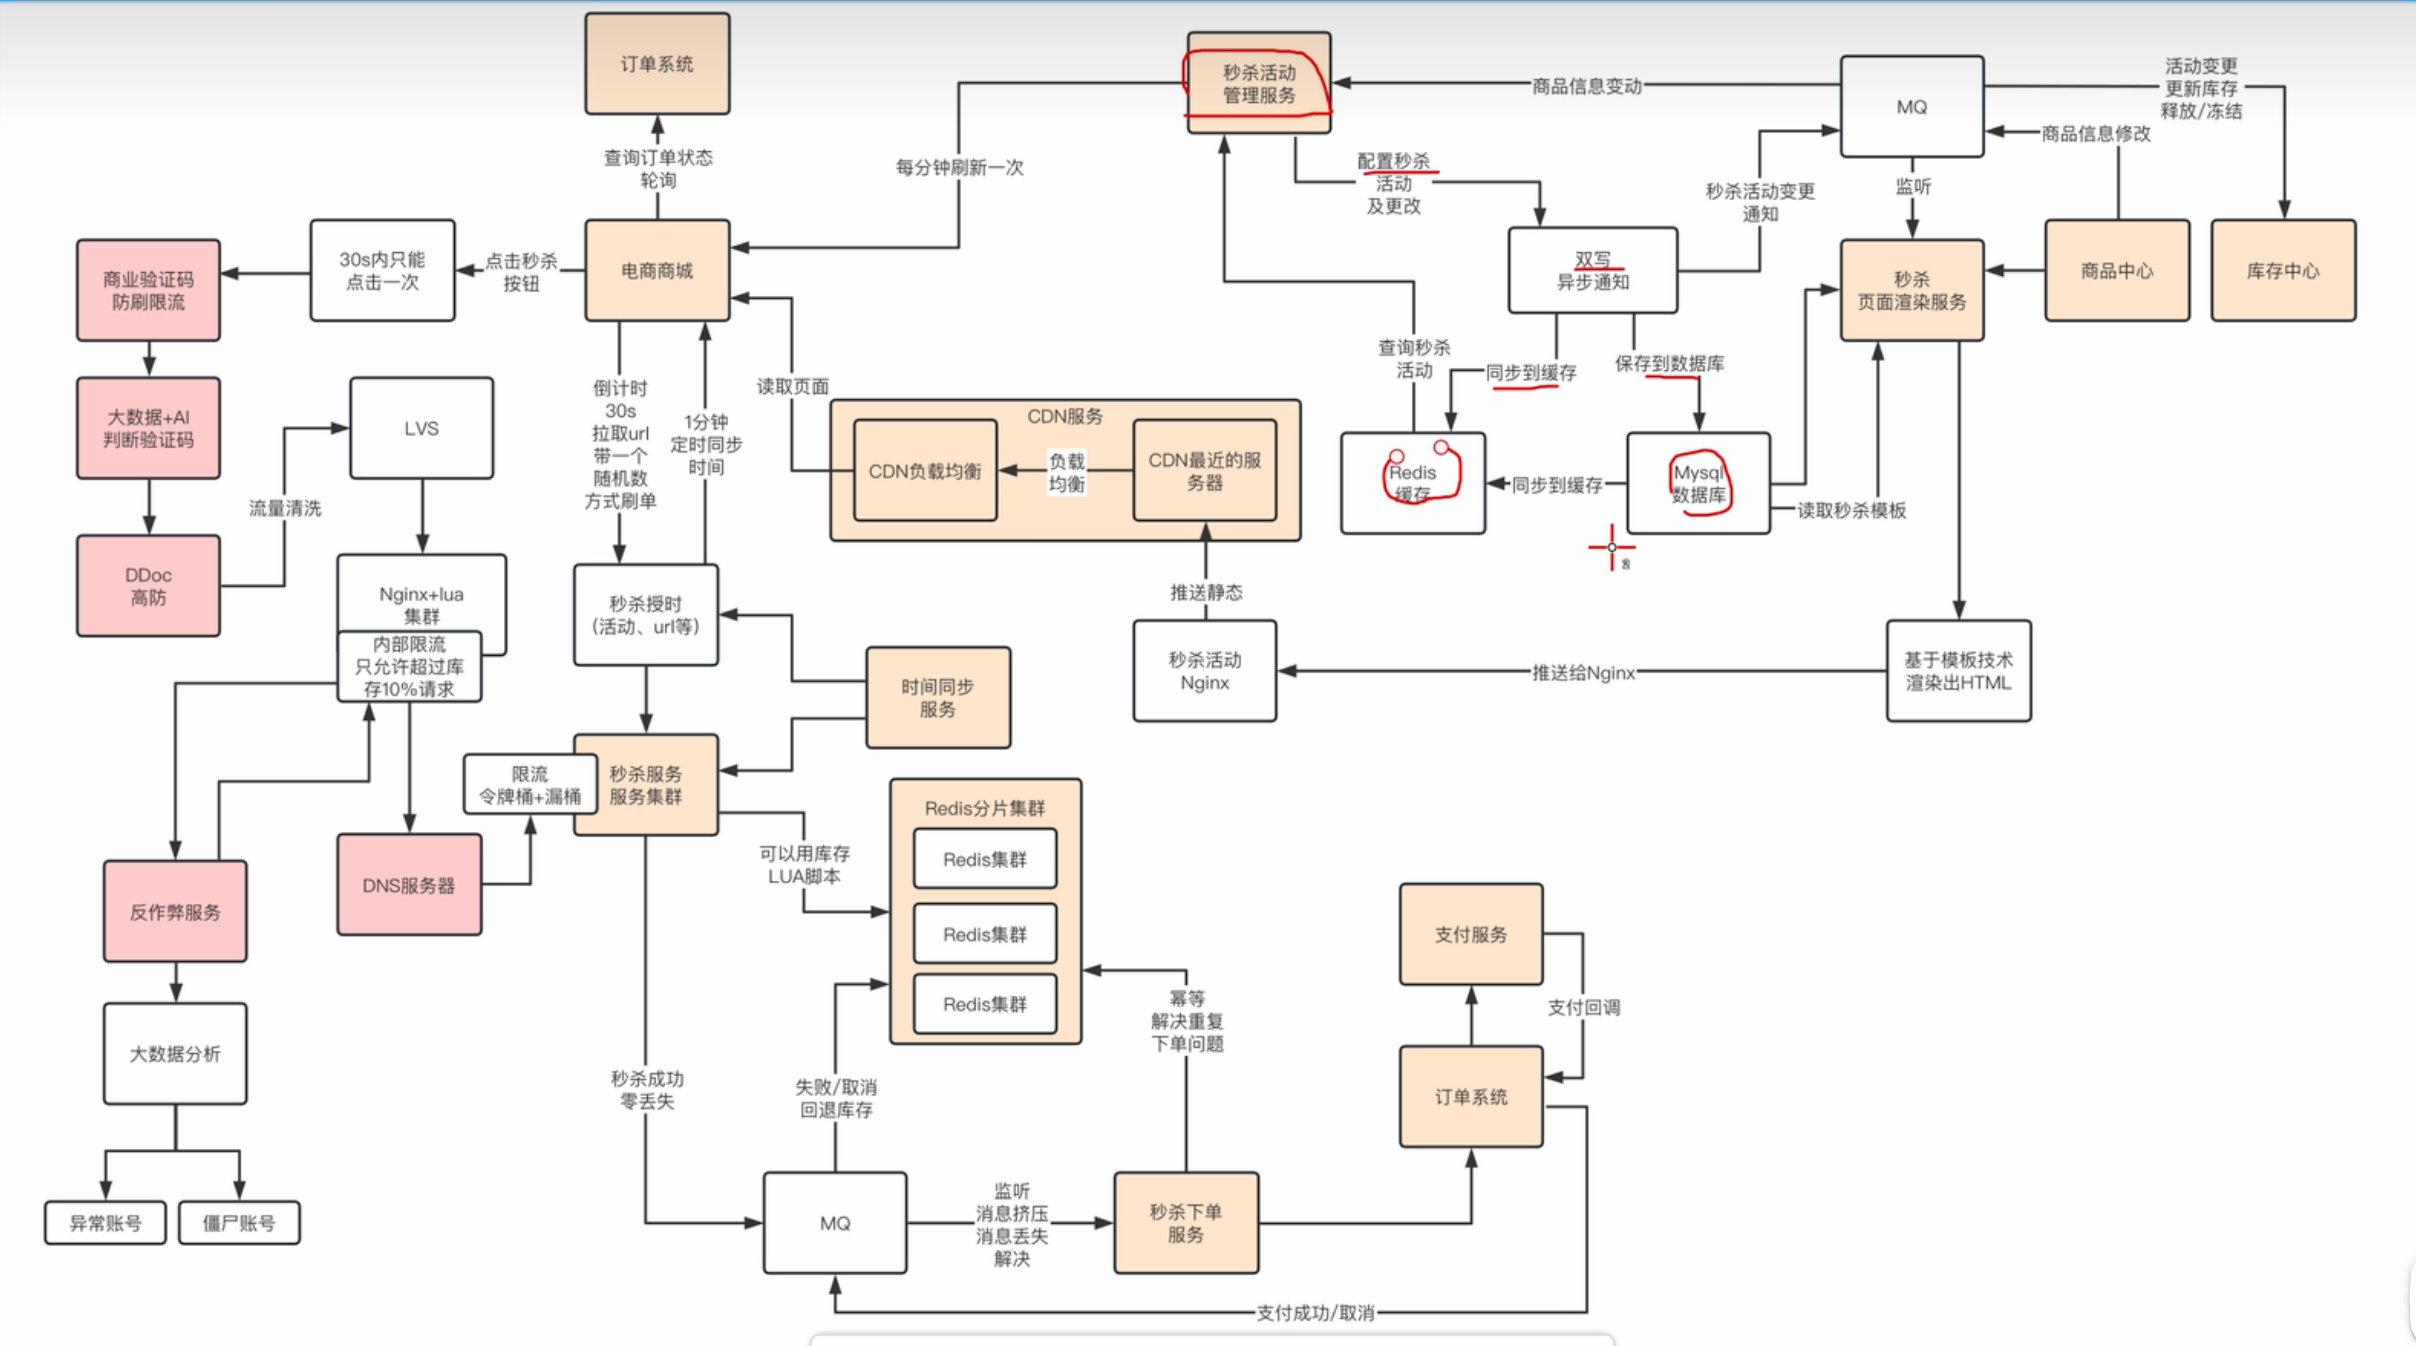 订单系统
查询订单状态
轮询
秒杀活动
管理服务
商品信息变动
MQ
活动变更
更新库存
释放/冻结
商品信息修改
每分钟刷新一次
配置秒杀
活动
及更改
秒杀活动变更
通知
监听
商业验证码
防刷限流
30s内只能
点击一次
点击秒杀
按钮
电商商城
双写
异步通知
秒杀
页面渲染服务
商品中心
库存中心
查询秒杀
活动
同步到缓存
保存到数据库
大数据+AI
判断验证码
LVS
倒计时
30s
拉取url
带一个
随机数
方式刷单
1分钟
定时同步
时间
读取页面
CDN服务
CDN负载均衡
负载
均衡
CDN最近的服
务器
Redis
缓存
同步到缓存
Mysql
数据库
读取秒杀模板
流量清洗
DDoc
高防
Nginx+lua
集群
内部限流
只允许超过库
存10%请求
秒杀授时
(活动、url等)
推送静态
时间同步
服务
秒杀活动
Nginx
推送给Nginx
基于模板技术
渲染出HTML
限流
令牌桶+漏桶
秒杀服务
服务集群
可以用库存
LUA脚本
Redis分片集群
Redis集群
Redis集群
Redis集群
反作弊服务
DNS服务器
支付服务
支付回调
幂等
解决重复
下单问题
大数据分析
秒杀成功
零丢失
失败/取消
回退库存
订单系统
异常账号
僵尸账号
MQ
监听
消息挤压
消息丢失
解决
秒杀下单
服务
支付成功/取消